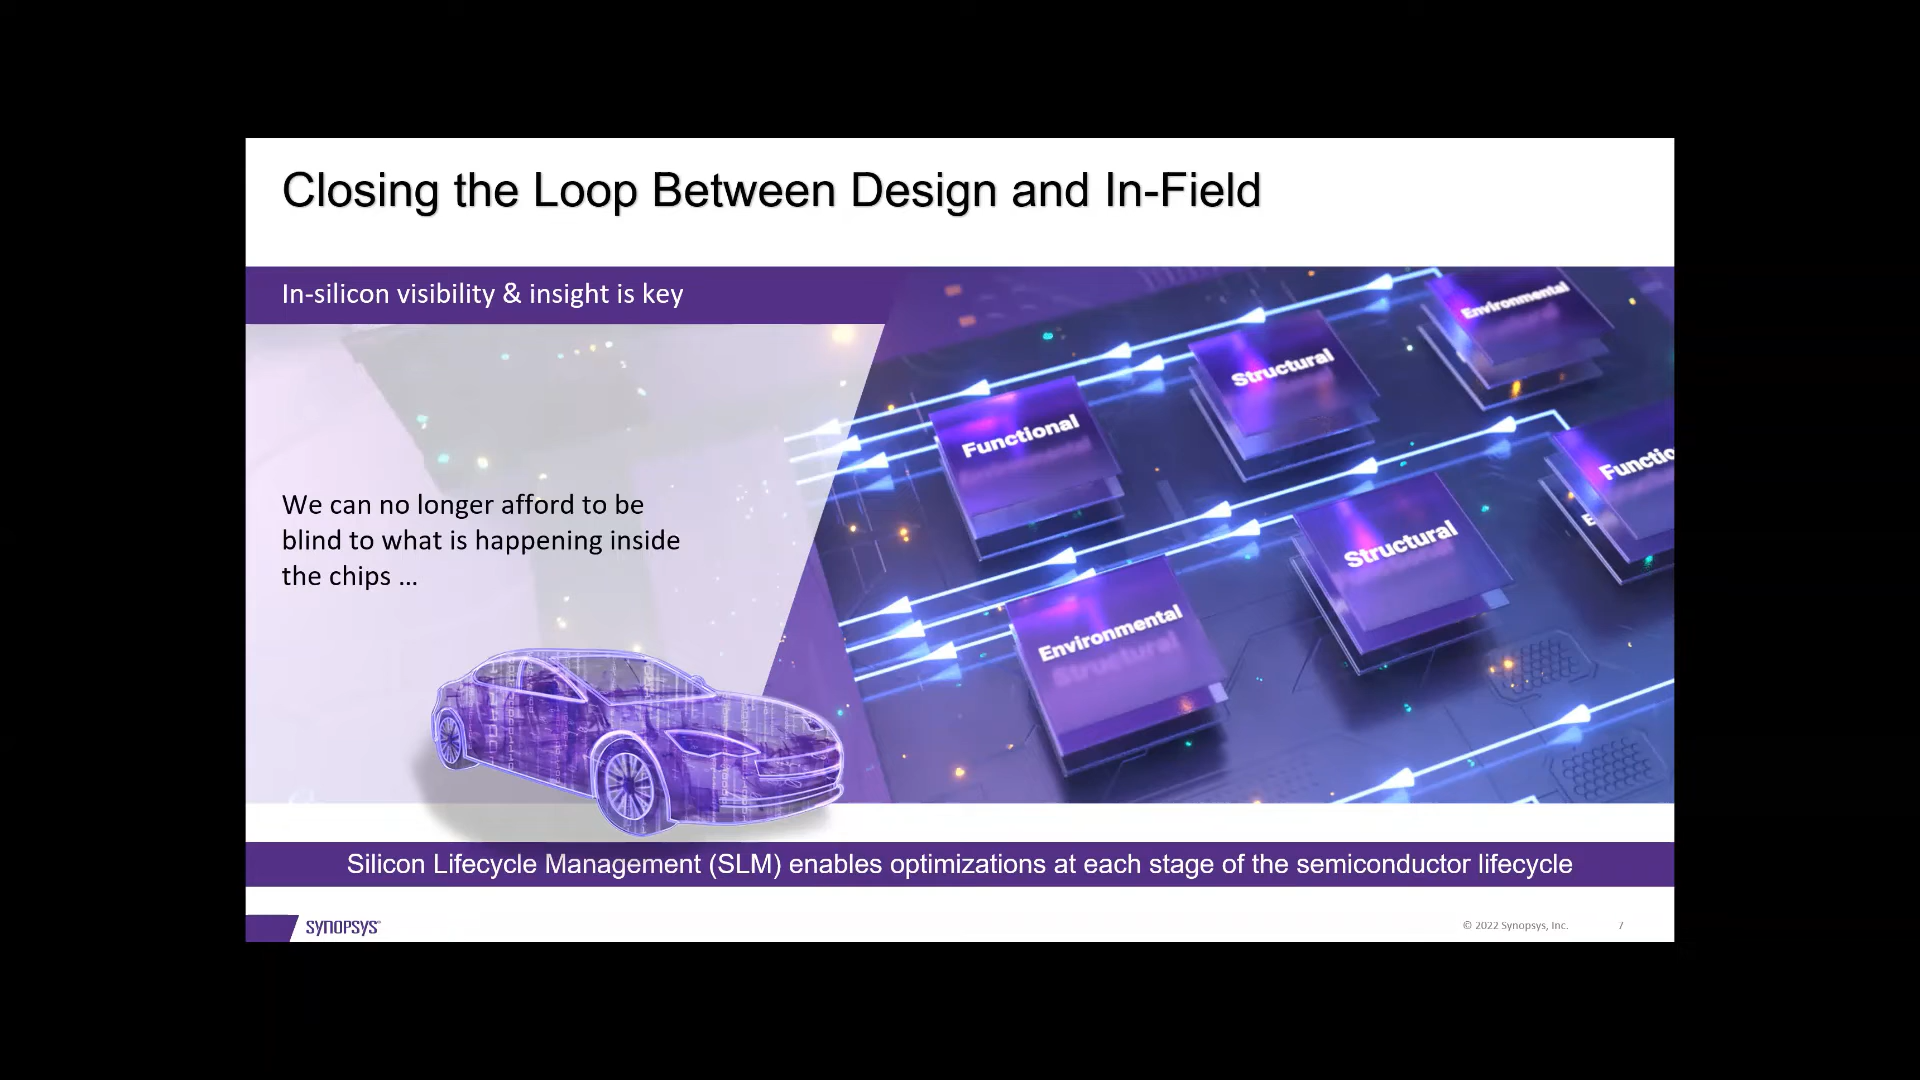 Closing the Loop Between Design and In-Field
In-silicon visibility & insight is key
We can no longer afford to be
blind to what is happening inside
the chips ...
Environmental
Structural
Functional
Structural
Environmental
Structural
Silicon Lifecycle Management (SLM) enables optimizations at each stage of the semiconductor lifecycle
SYNOPSYS®
© 2022 Synopsys, Inc.
7